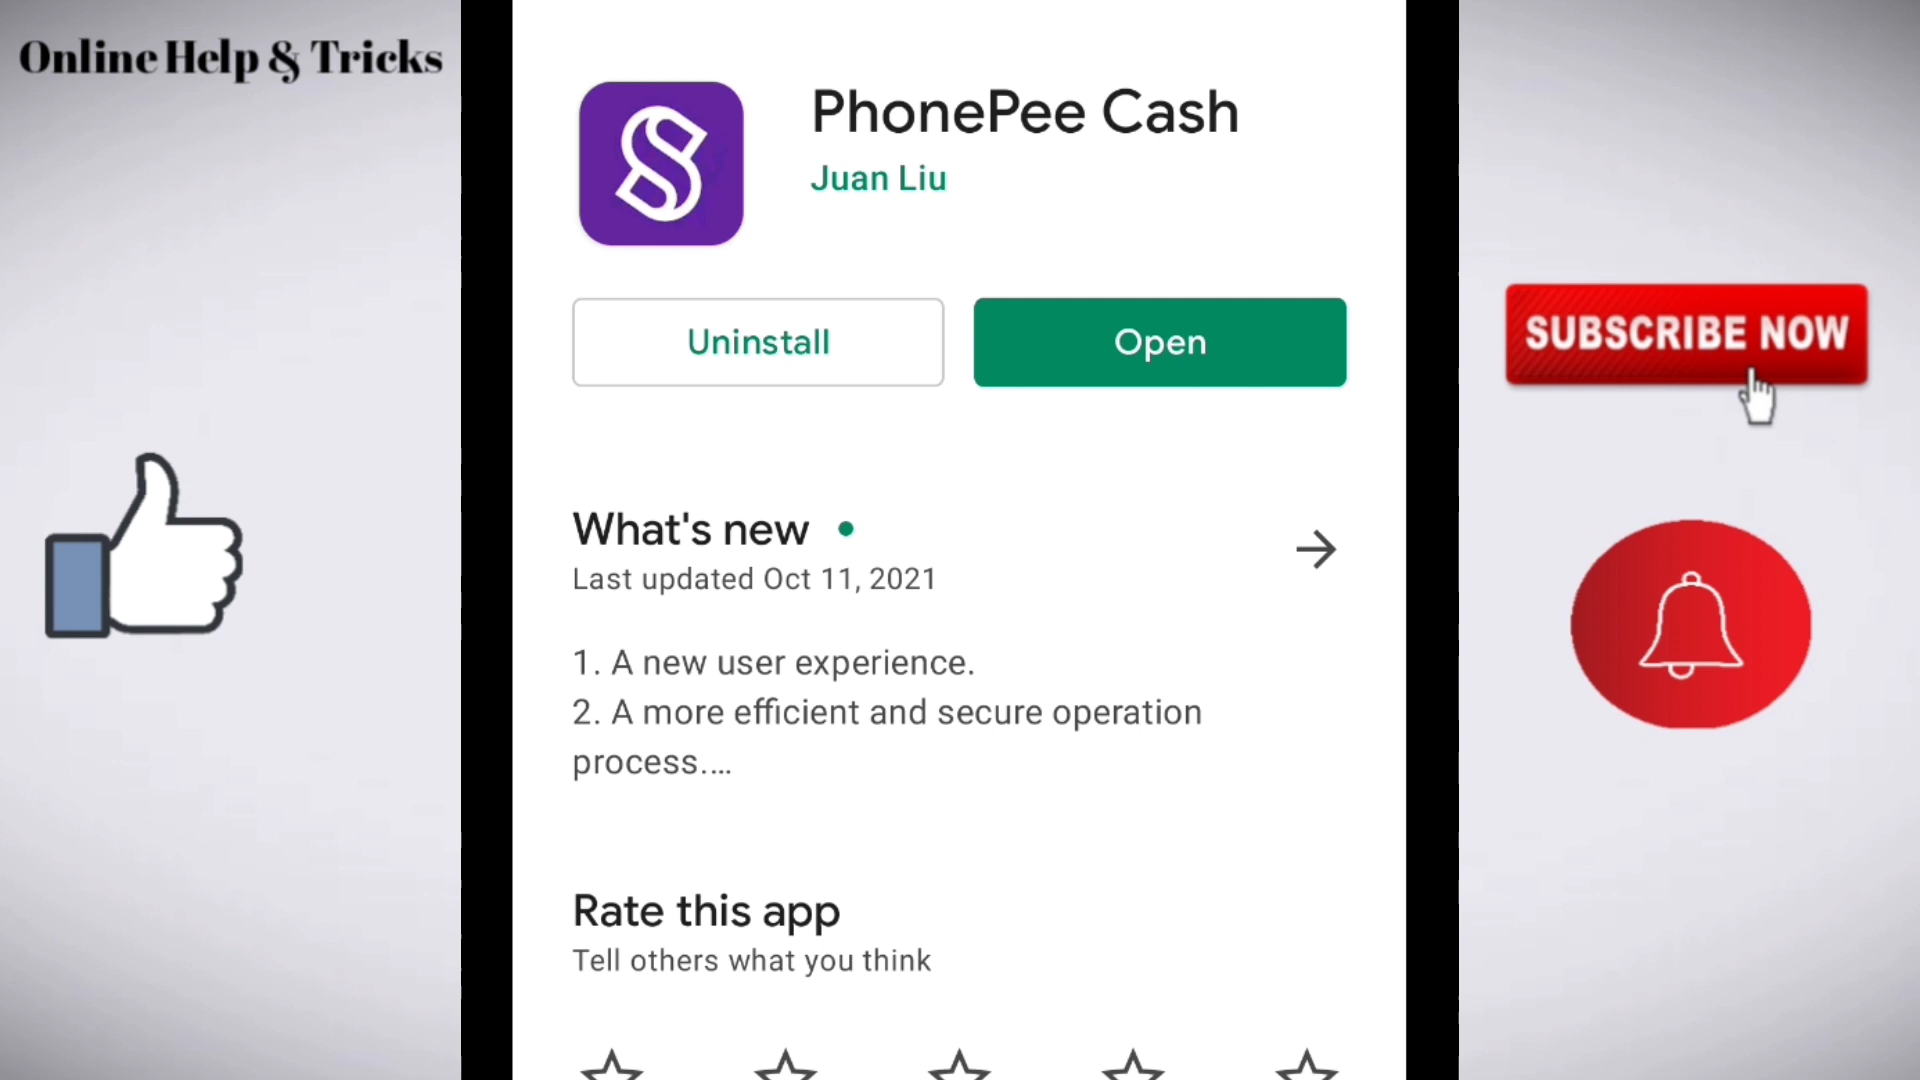 Online Help & Tricks
PhonePee Cash
Juan Liu
Uninstall
Open
SUBSCRIBE NOW
What's new
Last updated Oct 11, 2021
1. A new user experience.
2. A more efficient and secure operation
process.…
Rate this app
Tell others what you think